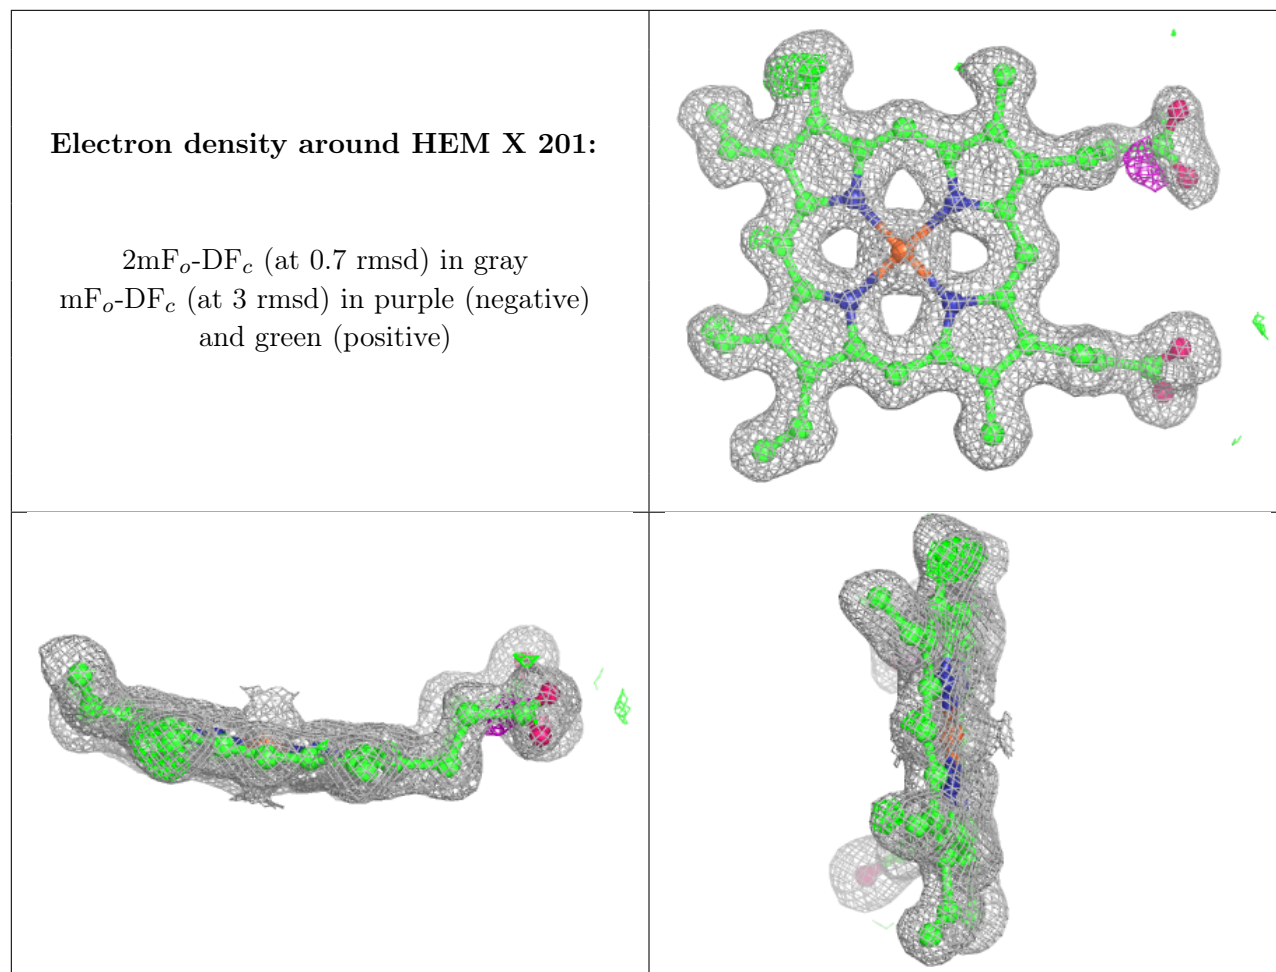 Electron density around HEM X 201:
2mFₒ-DF𝒸 (at 0.7 rmsd) in gray
mFₒ-DF𝒸 (at 3 rmsd) in purple (negative)
and green (positive)